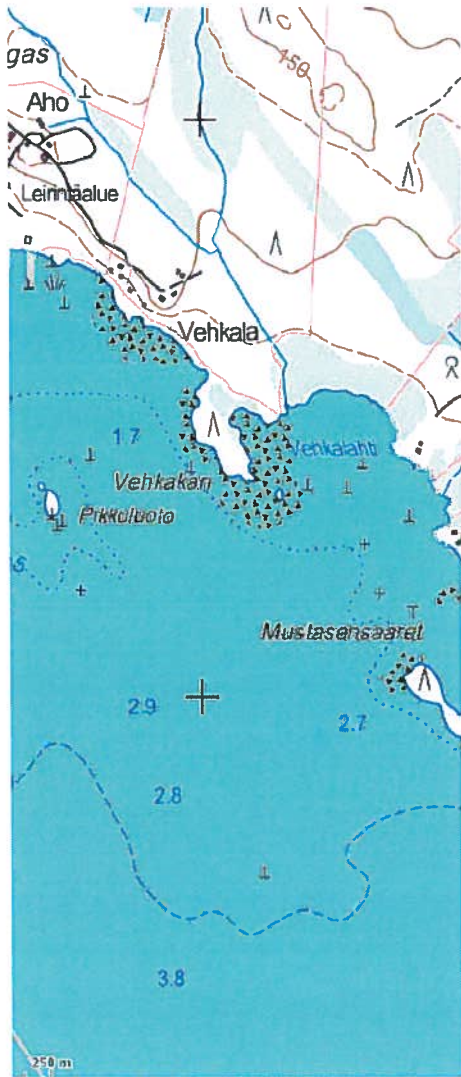 gas
150
Aho
Leirintäalue
Vehkala
1.7
Vehkalahti
Vehkakari
Pikkuluoto
5
Mustasensaaret
2.9
2.7
2.8
3.8
250 m